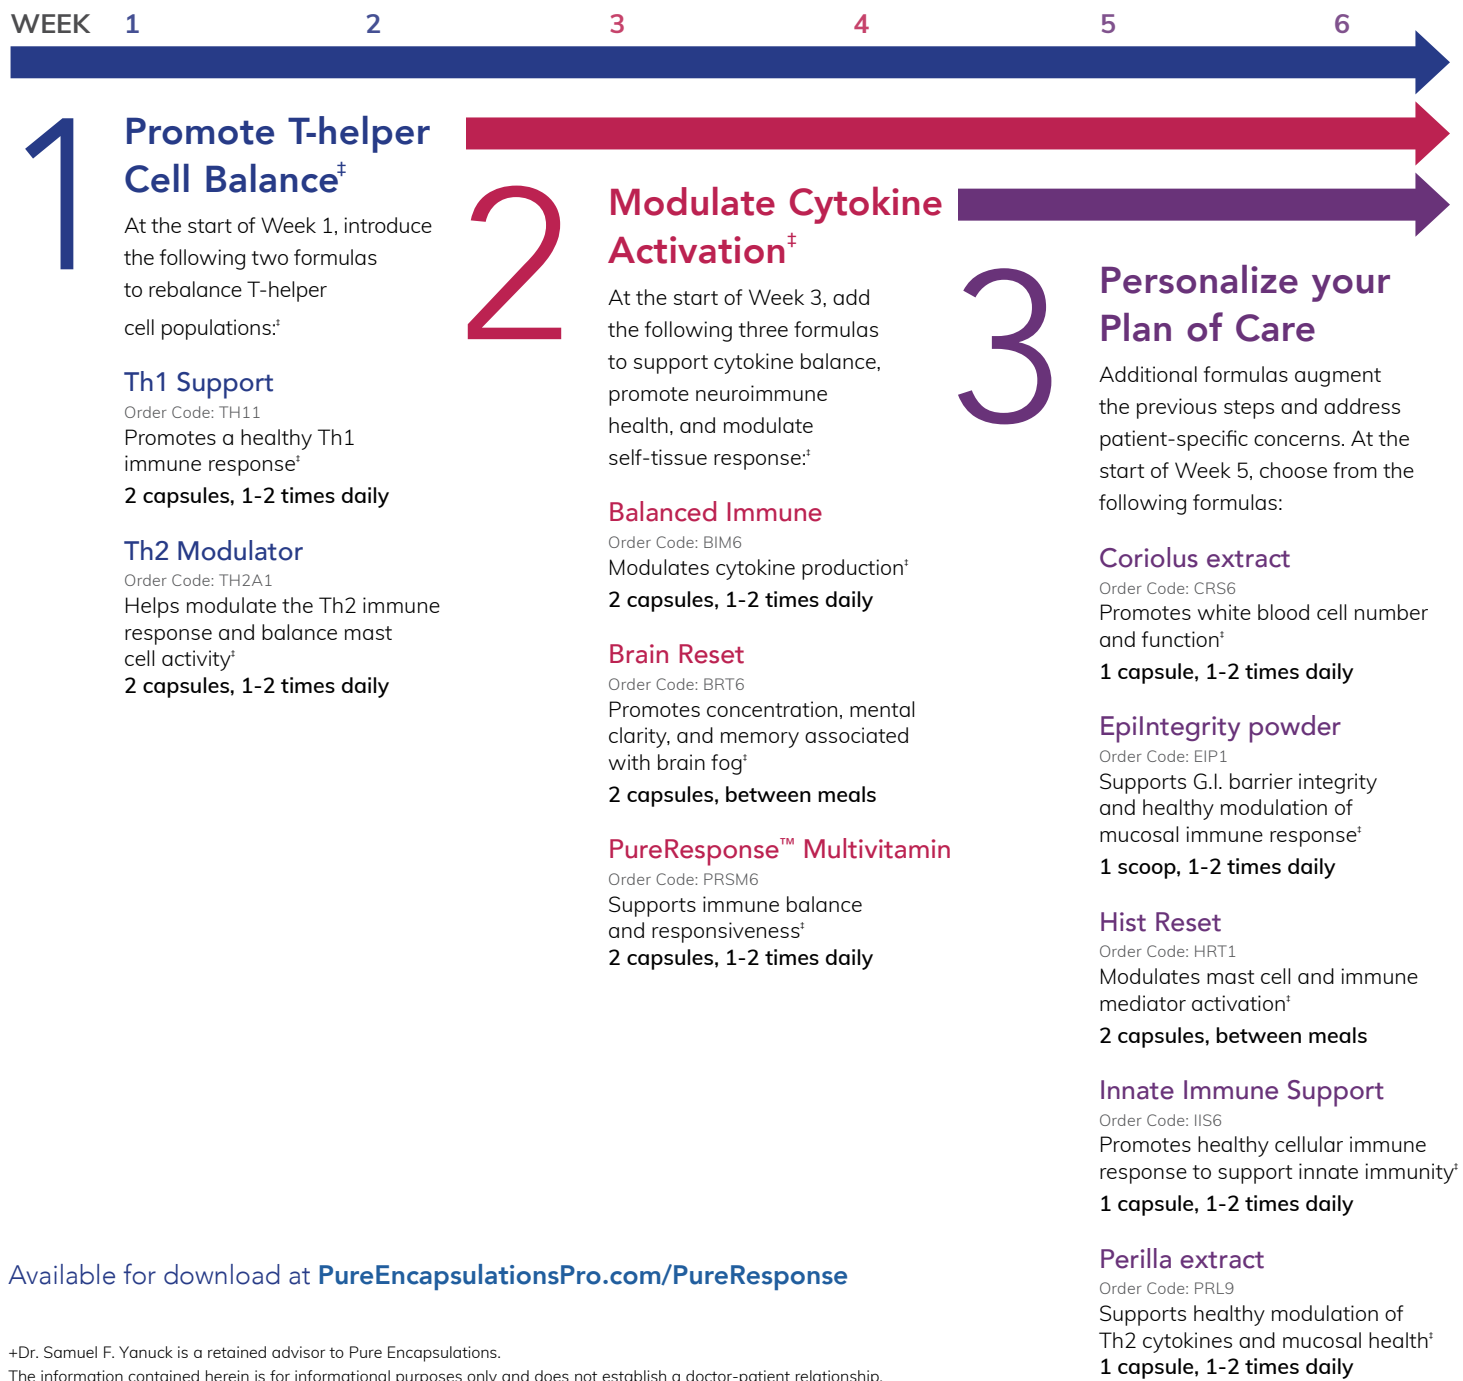 WEEK 1 2 3 4 5 6
1
Promote T-helper
Cell Balance‡
At the start of Week 1, introduce
the following two formulas
to rebalance T-helper
cell populations:‡
Th1 Support
Order Code: TH11
Promotes a healthy Th1
immune response‡
2 capsules, 1-2 times daily
Th2 Modulator
Order Code: TH2A1
Helps modulate the Th2 immune
response and balance mast
cell activity‡
2 capsules, 1-2 times daily
2
Modulate Cytokine
Activation‡
At the start of Week 3, add
the following three formulas
to support cytokine balance,
promote neuroimmune
health, and modulate
self-tissue response:‡
Balanced Immune
Order Code: BIM6
Modulates cytokine production‡
2 capsules, 1-2 times daily
Brain Reset
Order Code: BRT6
Promotes concentration, mental
clarity, and memory associated
with brain fog‡
2 capsules, between meals
PureResponse™ Multivitamin
Order Code: PRSM6
Supports immune balance
and responsiveness‡
2 capsules, 1-2 times daily
3
Personalize your
Plan of Care
Additional formulas augment
the previous steps and address
patient-specific concerns. At the
start of Week 5, choose from the
following formulas:
Coriolus extract
Order Code: CRS6
Promotes white blood cell number
and function‡
1 capsule, 1-2 times daily
EpiIntegrity powder
Order Code: EIP1
Supports G.I. barrier integrity
and healthy modulation of
mucosal immune response‡
1 scoop, 1-2 times daily
Hist Reset
Order Code: HRT1
Modulates mast cell and immune
mediator activation‡
2 capsules, between meals
Innate Immune Support
Order Code: IIS6
Promotes healthy cellular immune
response to support innate immunity‡
1 capsule, 1-2 times daily
Perilla extract
Order Code: PRL9
Supports healthy modulation of
Th2 cytokines and mucosal health‡
1 capsule, 1-2 times daily
Available for download at PureEncapsulationsPro.com/PureResponse
+Dr. Samuel F. Yanuck is a retained advisor to Pure Encapsulations.
The information contained herein is for informational purposes only and does not establish a doctor-patient relationship.